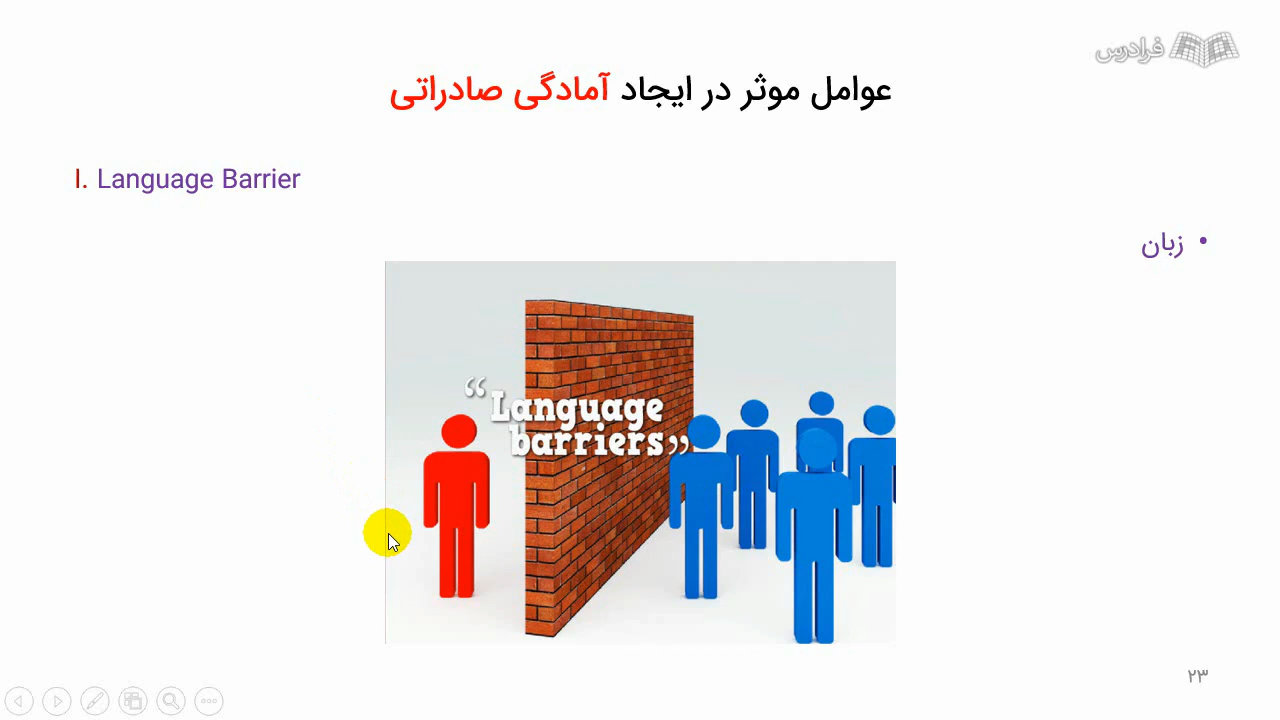 فرادرس
عوامل موثر در ایجاد آمادگی صادراتی
I. Language Barrier
• زبان
“Language
barriers”
۲۳